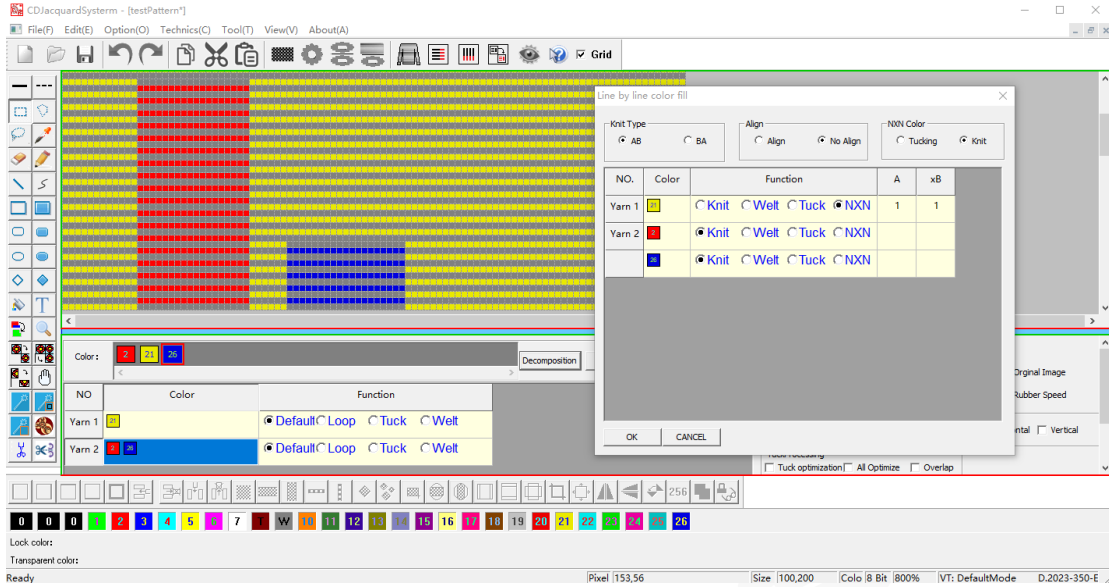 CDJacquardSysterm - [testPattern*]
File(F) Edit(E) Option(O) Technics(C) Tool(T) View(V) About(A)
Grid
Line by line color fill
Knit Type
AB BA
Align
Align No Align
NXN Color
Tucking Knit
NO. Color Function A xB
Yarn 1 21 Knit Welt Tuck NXN 1 1
Yarn 2 2 Knit Welt Tuck NXN
26 Knit Welt Tuck NXN
OK CANCEL
T
Color: 2 21 26
Decomposition
NO Color Function
Yarn 1 21 Default Loop Tuck Welt
Yarn 2 2 26 Default Loop Tuck Welt
Orginal Image
Rubber Speed
ntal Vertical
Tuck optimization All Optimize Overlap
256
0 0 0 1 2 3 4 5 6 7 T W 10 11 12 13 14 15 16 17 18 19 20 21 22 23 24 25 26
Lock color:
Transparent color:
Ready Pixel 153,56 Size 100,200 Colo 8 Bit 800% VT: DefaultMode D.2023-350-E